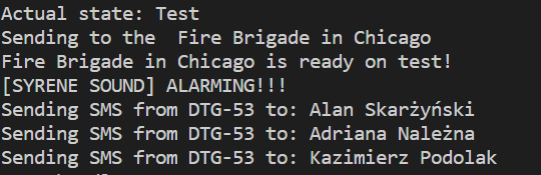 Actual state: Test
Sending to the  Fire Brigade in Chicago
Fire Brigade in Chicago is ready on test!
[SYRENE SOUND] ALARMING!!!
Sending SMS from DTG-53 to: Alan Skarżyński
Sending SMS from DTG-53 to: Adriana Należna
Sending SMS from DTG-53 to: Kazimierz Podolak